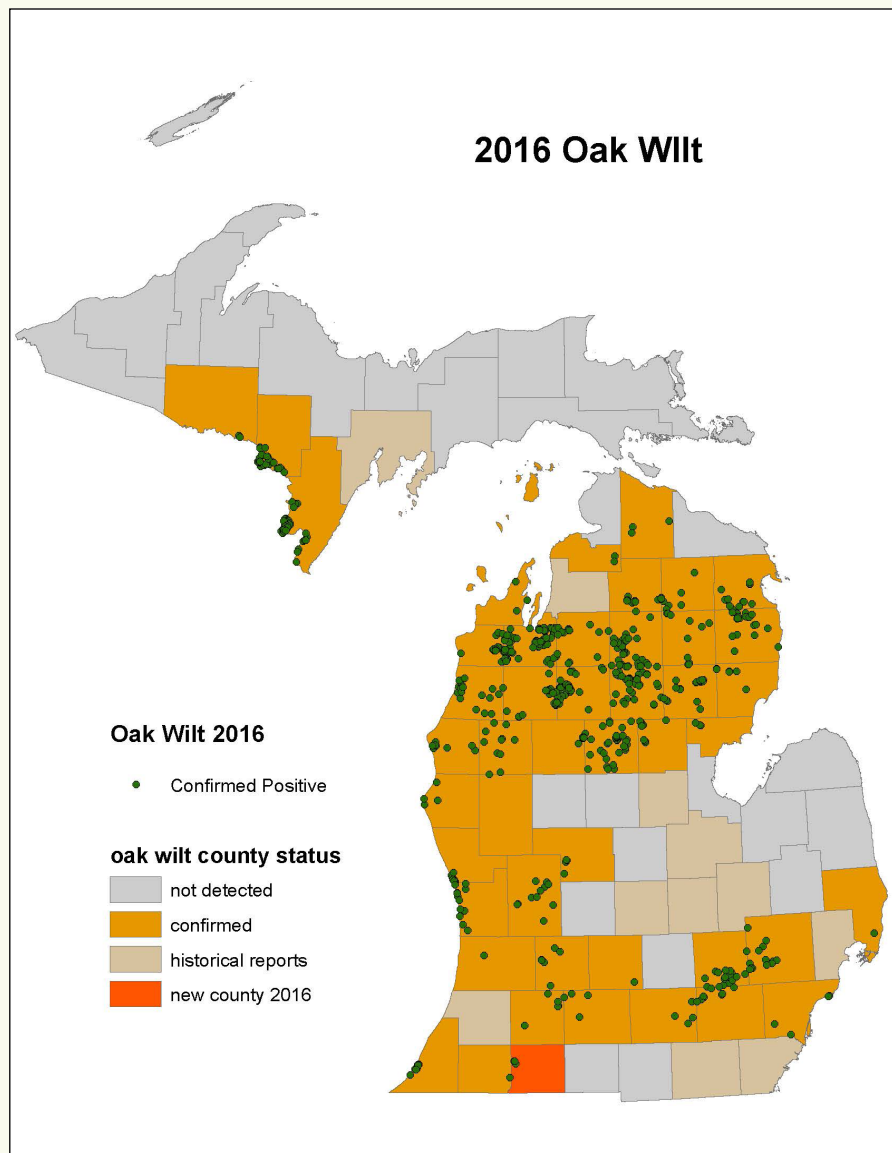 2016 Oak WIlt
Oak Wilt 2016
Confirmed Positive
oak wilt county status
not detected
confirmed
historical reports
new county 2016